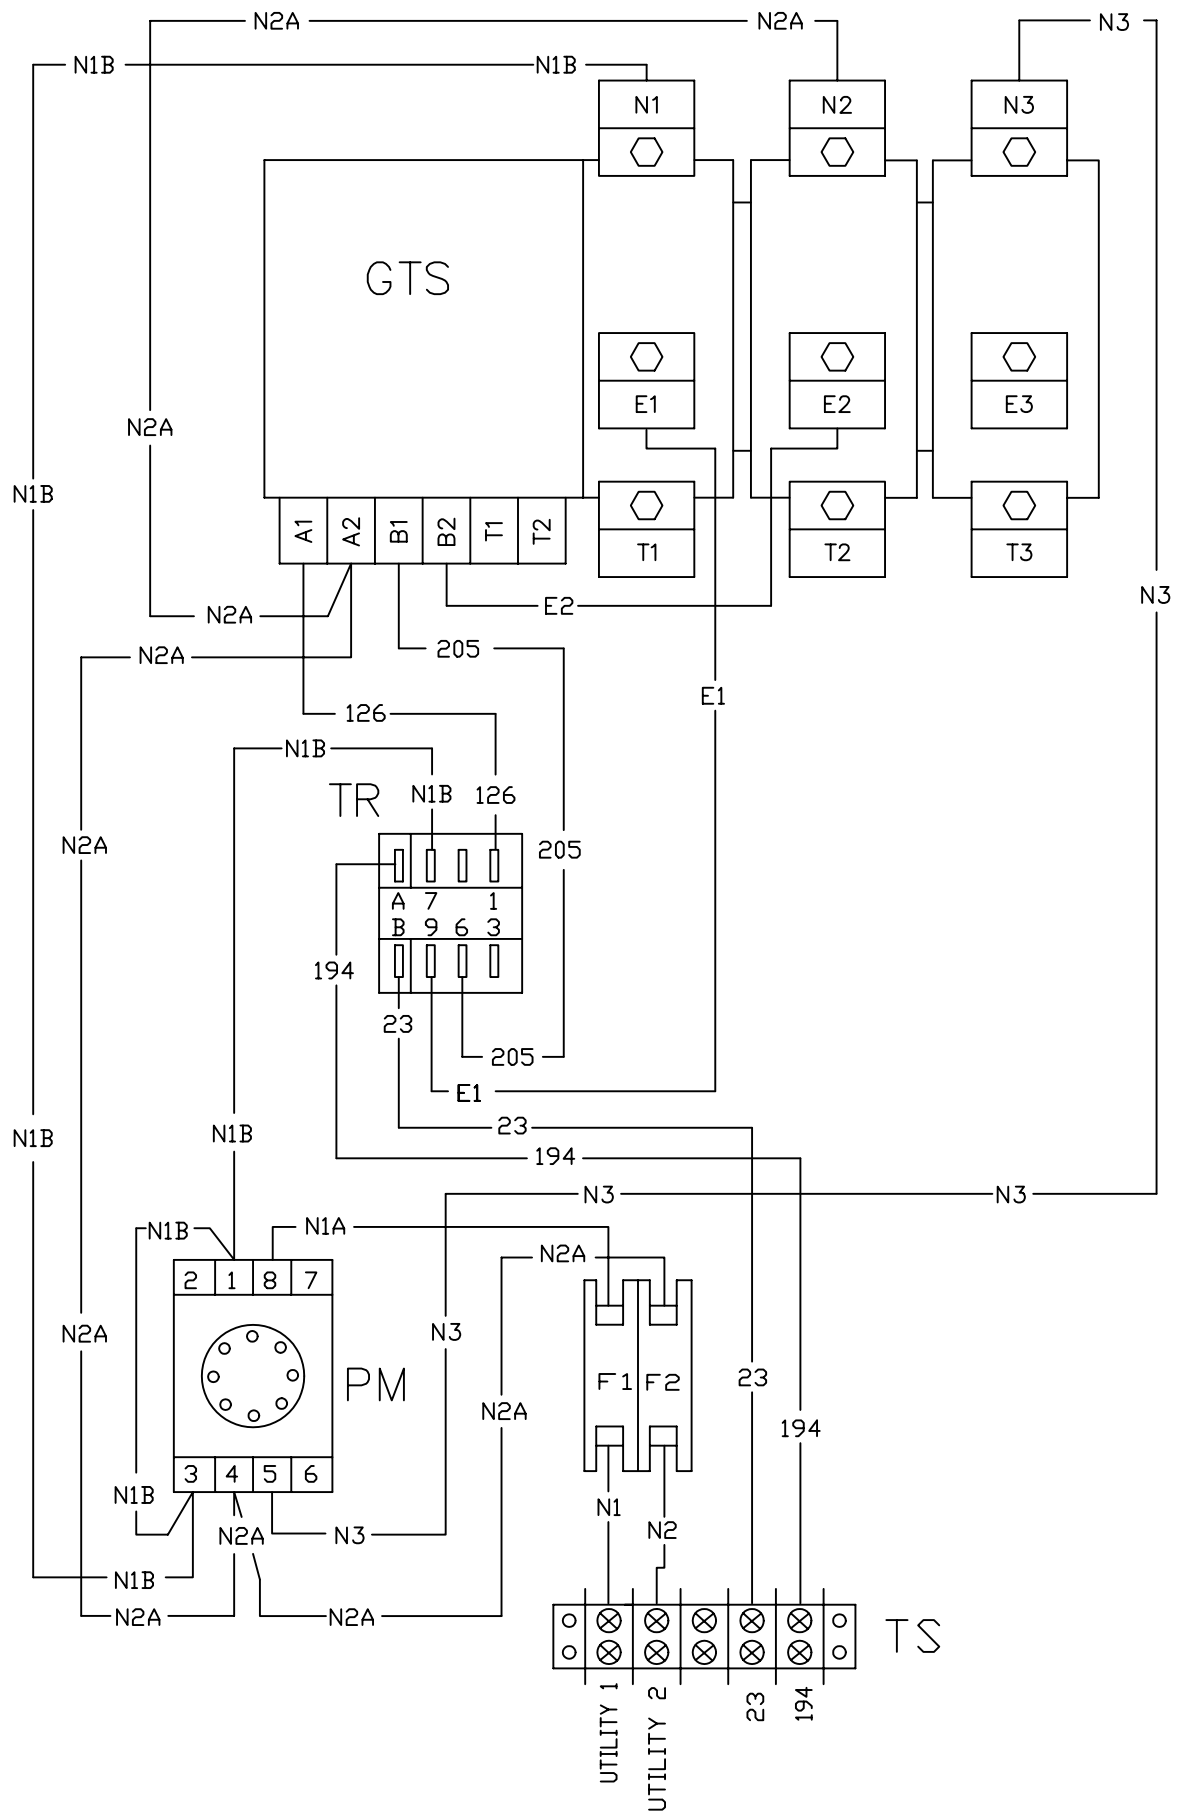 N2A N2A N3
N1B N1B
N1 N2 N3
GTS
E1 E2 E3
N2A
N1B
A1 A2 B1 B2 T1 T2
T1 T2 T3
N3
N2A E2
N2A 205
E1
126
N1B
TR N1B 126
N2A 205
A 7 1
B 9 6 3
194
23
205
E1
N1B N1B 23
194
N3 N3
N1B N1A
N2A
2 1 8 7
N2A N3
PM F1 F2 23
N2A
194
3 4 5 6
N1B N1
N2A N3 N2
N1B
N2A N2A
TS
UTILITY 1
UTILITY 2
23
194